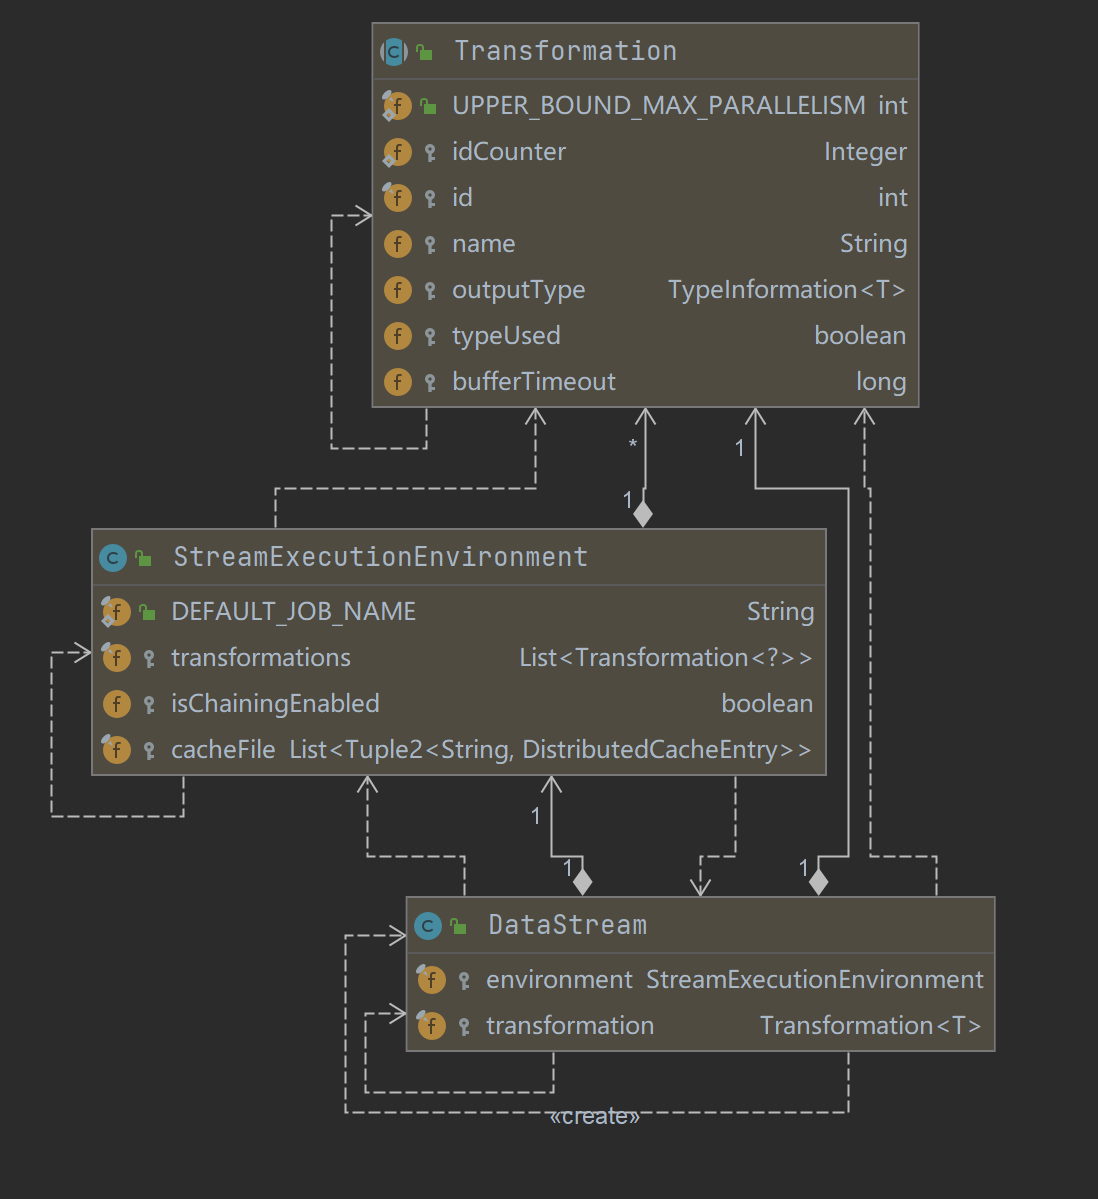 Transformation
UPPER_BOUND_MAX_PARALLELISM int
idCounter Integer
id int
name String
outputType TypeInformation<T>
typeUsed boolean
bufferTimeout long
* 1
1
StreamExecutionEnvironment
DEFAULT_JOB_NAME String
transformations List<Transformation<?>>
isChainingEnabled boolean
cacheFile List<Tuple2<String, DistributedCacheEntry>>
1
1 1
DataStream
environment StreamExecutionEnvironment
transformation Transformation<T>
«create»